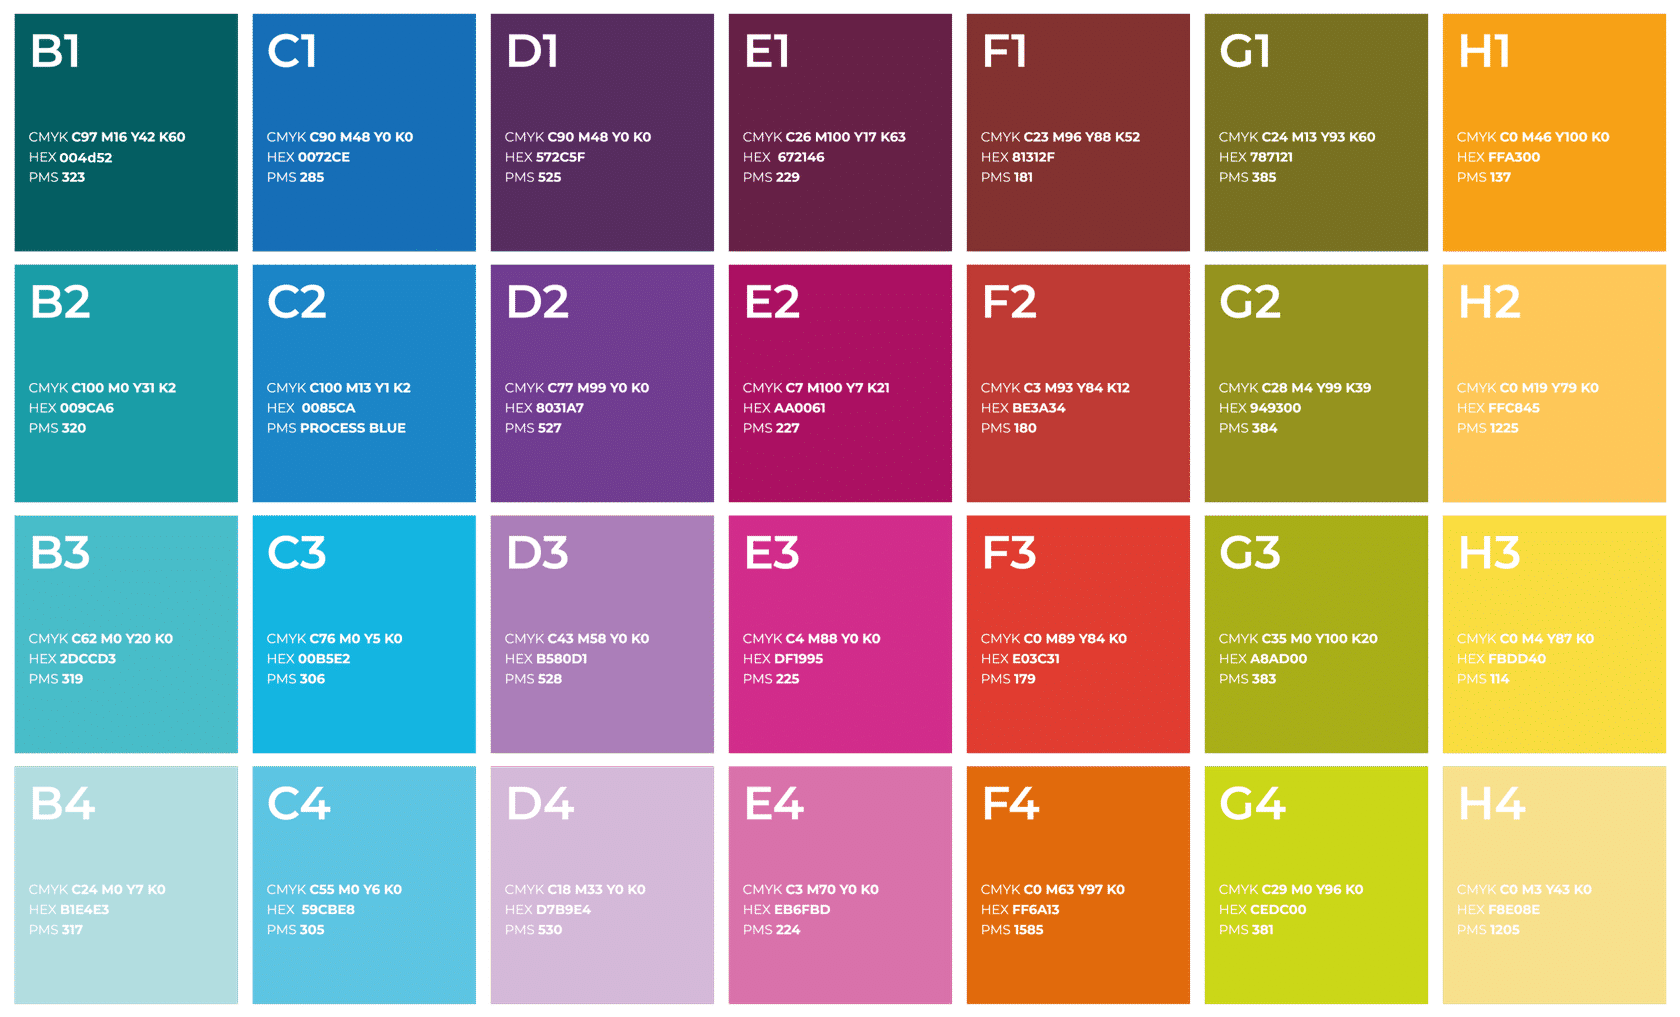 B1
CMYK C97 M16 Y42 K60
HEX 004d52
PMS 323
C1
CMYK C90 M48 Y0 K0
HEX 0072CE
PMS 285
D1
CMYK C90 M48 Y0 K0
HEX 572C5F
PMS 525
E1
CMYK C26 M100 Y17 K63
HEX 672146
PMS 229
F1
CMYK C23 M96 Y88 K52
HEX 81312F
PMS 181
G1
CMYK C24 M13 Y93 K60
HEX 787121
PMS 385
H1
CMYK C0 M46 Y100 K0
HEX FFA300
PMS 137
B2
CMYK C100 M0 Y31 K2
HEX 009CA6
PMS 320
C2
CMYK C100 M13 Y1 K2
HEX 0085CA
PMS PROCESS BLUE
D2
CMYK C77 M99 Y0 K0
HEX 8031A7
PMS 527
E2
CMYK C7 M100 Y7 K21
HEX AA0061
PMS 227
F2
CMYK C3 M93 Y84 K12
HEX BE3A34
PMS 180
G2
CMYK C28 M4 Y99 K39
HEX 949300
PMS 384
H2
CMYK C0 M19 Y79 K0
HEX FFC845
PMS 1225
B3
CMYK C62 M0 Y20 K0
HEX 2DCCD3
PMS 319
C3
CMYK C76 M0 Y5 K0
HEX 00B5E2
PMS 306
D3
CMYK C43 M58 Y0 K0
HEX B580D1
PMS 528
E3
CMYK C4 M88 Y0 K0
HEX DF1995
PMS 225
F3
CMYK C0 M89 Y84 K0
HEX E03C31
PMS 179
G3
CMYK C35 M0 Y100 K20
HEX A8AD00
PMS 383
H3
CMYK C0 M4 Y87 K0
HEX FBDD40
PMS 114
B4
CMYK C24 M0 Y7 K0
HEX B1E4E3
PMS 317
C4
CMYK C55 M0 Y6 K0
HEX 59CBE8
PMS 305
D4
CMYK C18 M33 Y0 K0
HEX D7B9E4
PMS 530
E4
CMYK C3 M70 Y0 K0
HEX EB6FBD
PMS 224
F4
CMYK C0 M63 Y97 K0
HEX FF6A13
PMS 1585
G4
CMYK C29 M0 Y96 K0
HEX CEDC00
PMS 381
H4
CMYK C0 M3 Y43 K0
HEX F8E08E
PMS 1205